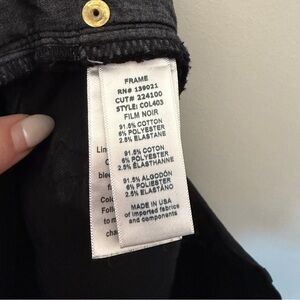 FRAME
RN# 139021
CUT# 224100
STYLE: COL403
FILM NOIR
91.5% COTTON
6% POLYESTER
2.5% ELASTANE
91.5% COTON
6% POLYESTER
2.5% ELASTHANNE
91.5% ALGODÓN
6% POLIESTER
2.5% ELASTANO
MADE IN USA
of imported fabrics
and components